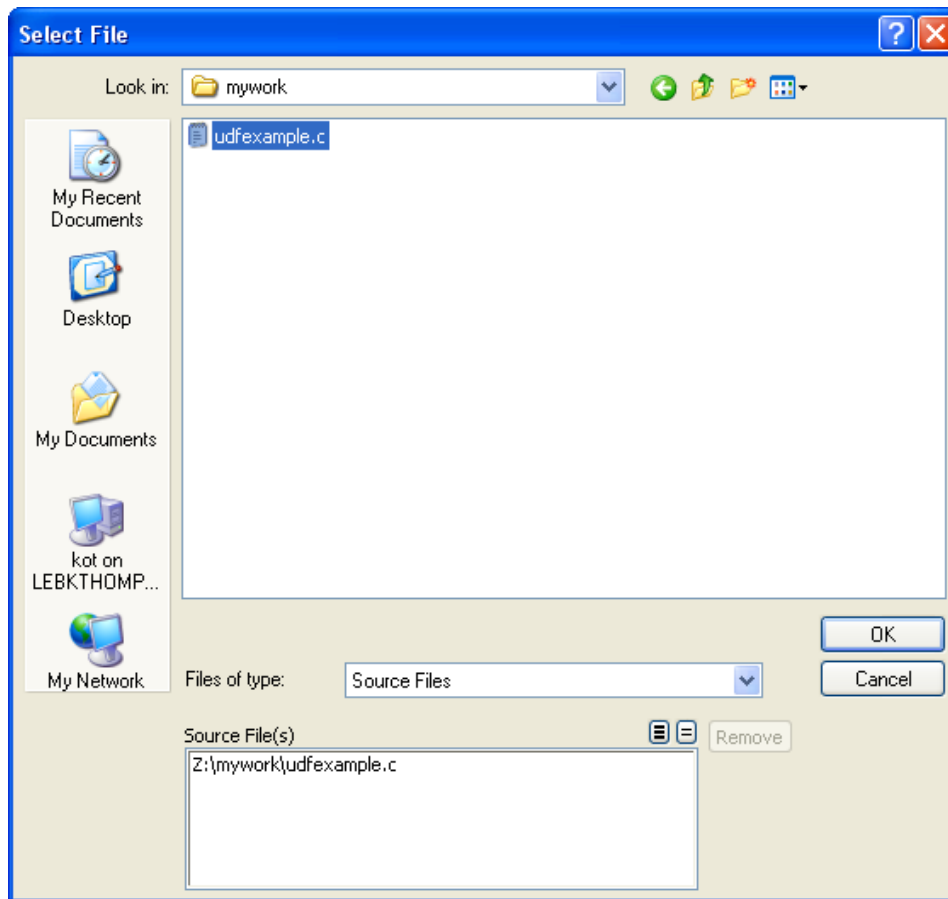 Select File
Look in:
mywork
udfexample.c
My Recent
Documents
Desktop
My Documents
kot on
LEBKTHOMP...
My Network
OK
Files of type:
Source Files
Cancel
Source File(s)
Remove
Z:\mywork\udfexample.c